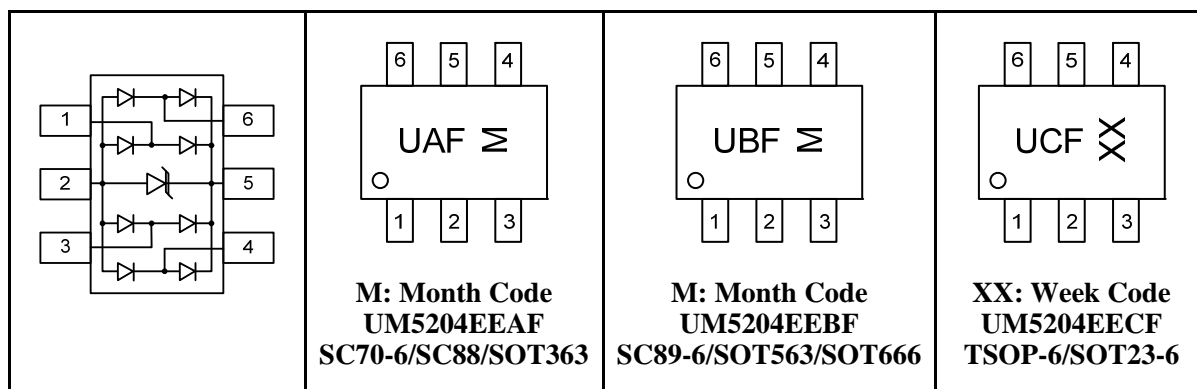 1
6
2
5
3
4
6 5 4
UAF M
1 2 3
M: Month Code
UM5204EEAF
SC70-6/SC88/SOT363
6 5 4
UBF M
1 2 3
M: Month Code
UM5204EEBF
SC89-6/SOT563/SOT666
6 5 4
UCF XX
1 2 3
XX: Week Code
UM5204EECF
TSOP-6/SOT23-6